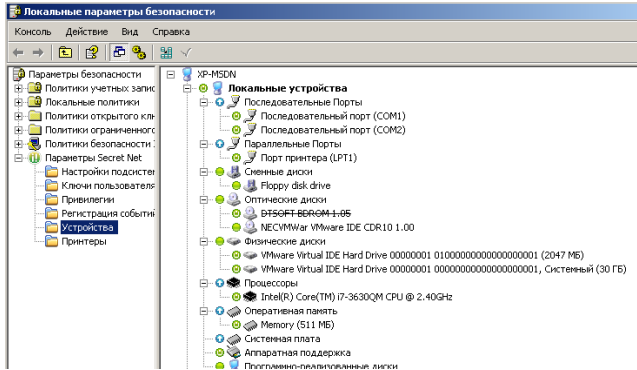 Локальные параметры безопасности
Консоль Действие Вид Справка
Параметры безопасности
Политики учетных запис
Локальные политики
Политики открытого клю
Политики ограниченного
Политики безопасности
Параметры Secret Net
Настройки подсистем
Ключи пользователя
Привилегии
Регистрация событий
Устройства
Принтеры
XP-MSDN
Локальные устройства
Последовательные Порты
Последовательный порт (COM1)
Последовательный порт (COM2)
Параллельные Порты
Порт принтера (LPT1)
Сменные диски
Floppy disk drive
Оптические диски
DTSOFT BDROM 1.05
NECVMWar VMware IDE CDR10 1.00
Физические диски
VMware Virtual IDE Hard Drive 00000001 01000000000000000001 (2047 МБ)
VMware Virtual IDE Hard Drive 00000001 00000000000000000001, Системный (30 ГБ)
Процессоры
Intel(R) Core(TM) i7-3630QM CPU @ 2.40GHz
Оперативная память
Memory (511 МБ)
Системная плата
Аппаратная поддержка
Программно-реализованные диски